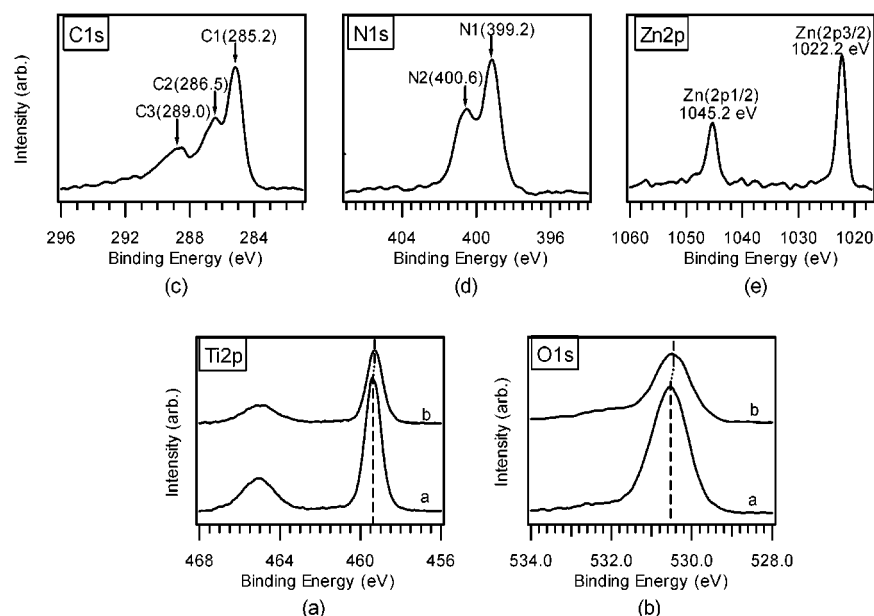 C1s
C1(285.2)
C2(286.5)
C3(289.0)
Intensity (arb.)
296 292 288 284
Binding Energy (eV)
(c)
N1s
N1(399.2)
N2(400.6)
404 400 396
Binding Energy (eV)
(d)
Zn2p
Zn(2p3/2)
1022.2 eV
Zn(2p1/2)
1045.2 eV
1060 1050 1040 1030 1020
Binding Energy (eV)
(e)
Ti2p
b
a
Intensity (arb.)
468 464 460 456
Binding Energy (eV)
(a)
O1s
b
a
Intensity (arb.)
534.0 532.0 530.0 528.0
Binding Energy (eV)
(b)